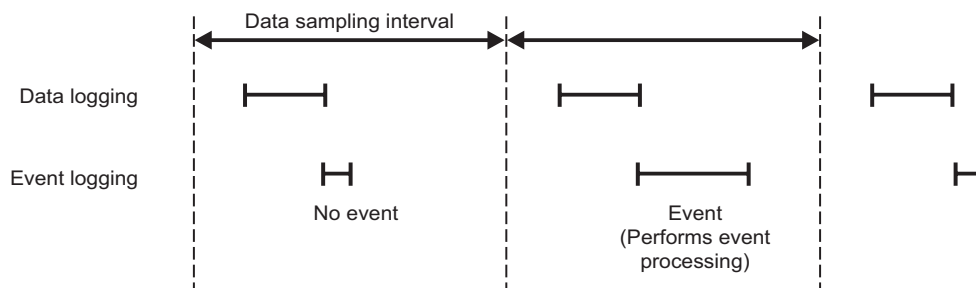 Data sampling interval
Data logging
Event logging
No event
Event
(Performs event
processing)